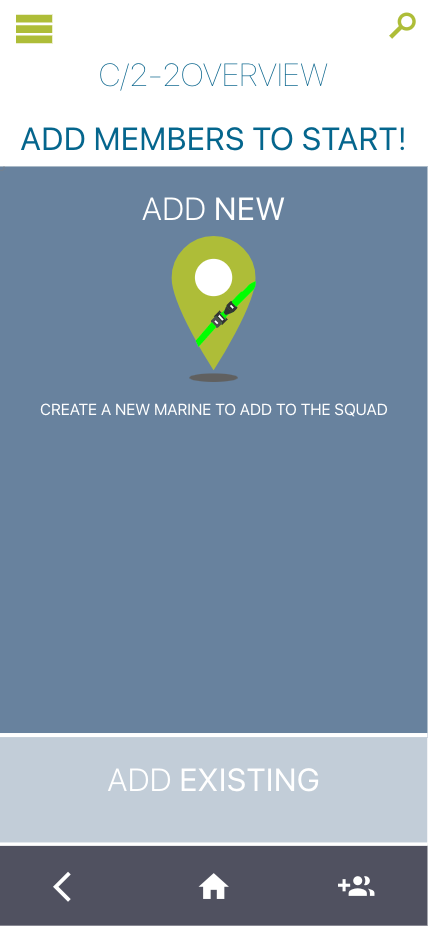 C/2-2OVERVIEW
ADD MEMBERS TO START!
ADD NEW
CREATE A NEW MARINE TO ADD TO THE SQUAD
ADD EXISTING